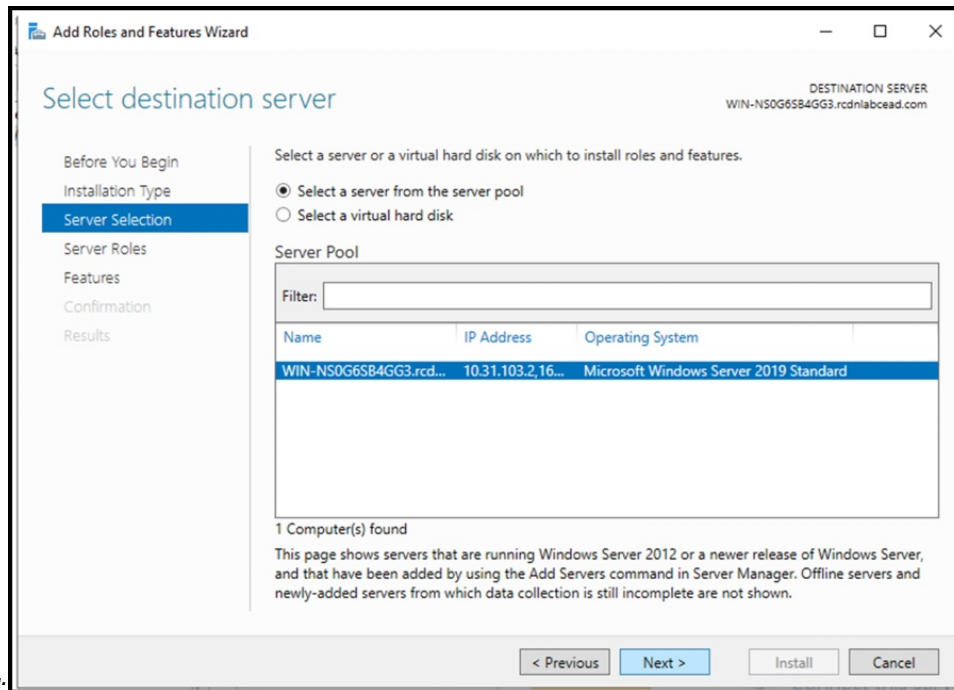 Add Roles and Features Wizard
Select destination server
DESTINATION SERVER
WIN-NS0G6SB4GG3.rcdnlabcead.com
Before You Begin
Installation Type
Server Selection
Server Roles
Features
Confirmation
Results
Select a server or a virtual hard disk on which to install roles and features.
Select a server from the server pool
Select a virtual hard disk
Server Pool
Filter:
Name IP Address Operating System
WIN-NS0G6SB4GG3.rcd... 10.31.103.2,16... Microsoft Windows Server 2019 Standard
1 Computer(s) found
This page shows servers that are running Windows Server 2012 or a newer release of Windows Server,
and that have been added by using the Add Servers command in Server Manager. Offline servers and
newly-added servers from which data collection is still incomplete are not shown.
< Previous Next > Install Cancel